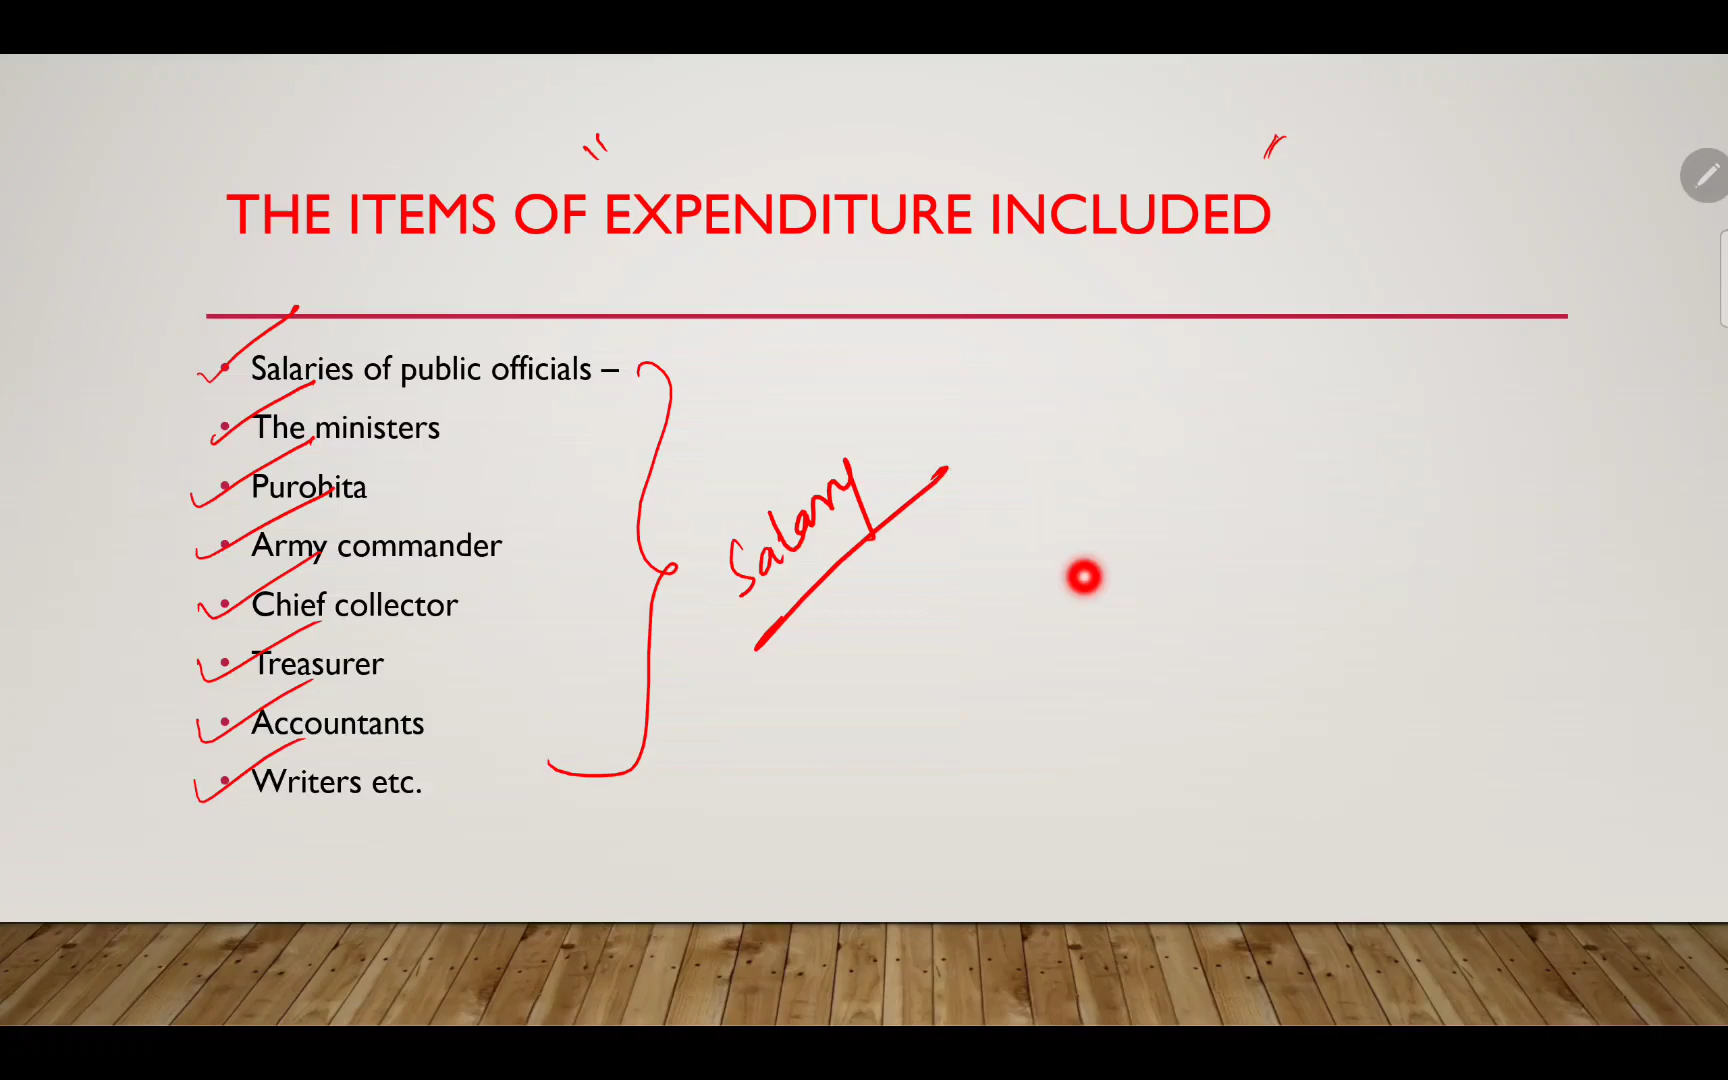 THE ITEMS OF EXPENDITURE INCLUDED
Salaries of public officials –
The ministers
Purohita
Army commander
Chief collector
Treasurer
Accountants
Writers etc.
Salary